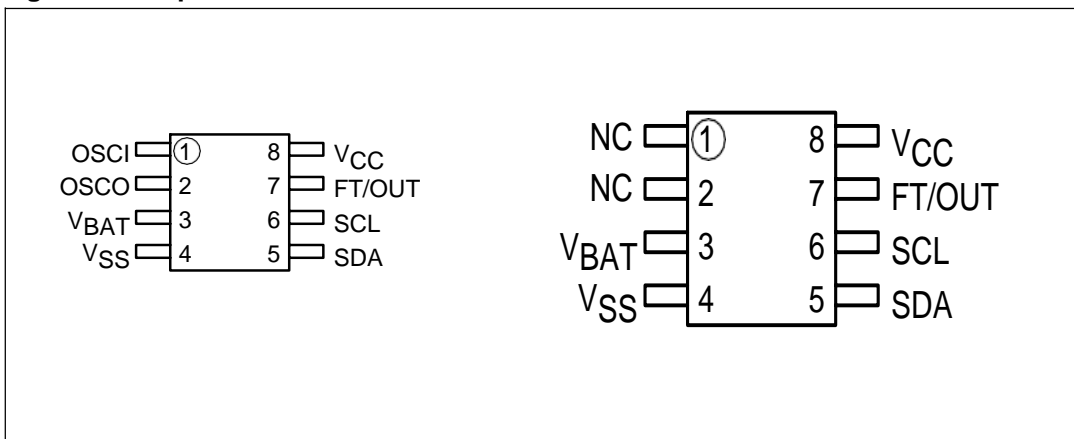 OSCI 1 8 VCC
OSCO 2 7 FT/OUT
VBAT 3 6 SCL
VSS 4 5 SDA
NC 1 8 VCC
NC 2 7 FT/OUT
VBAT 3 6 SCL
VSS 4 5 SDA